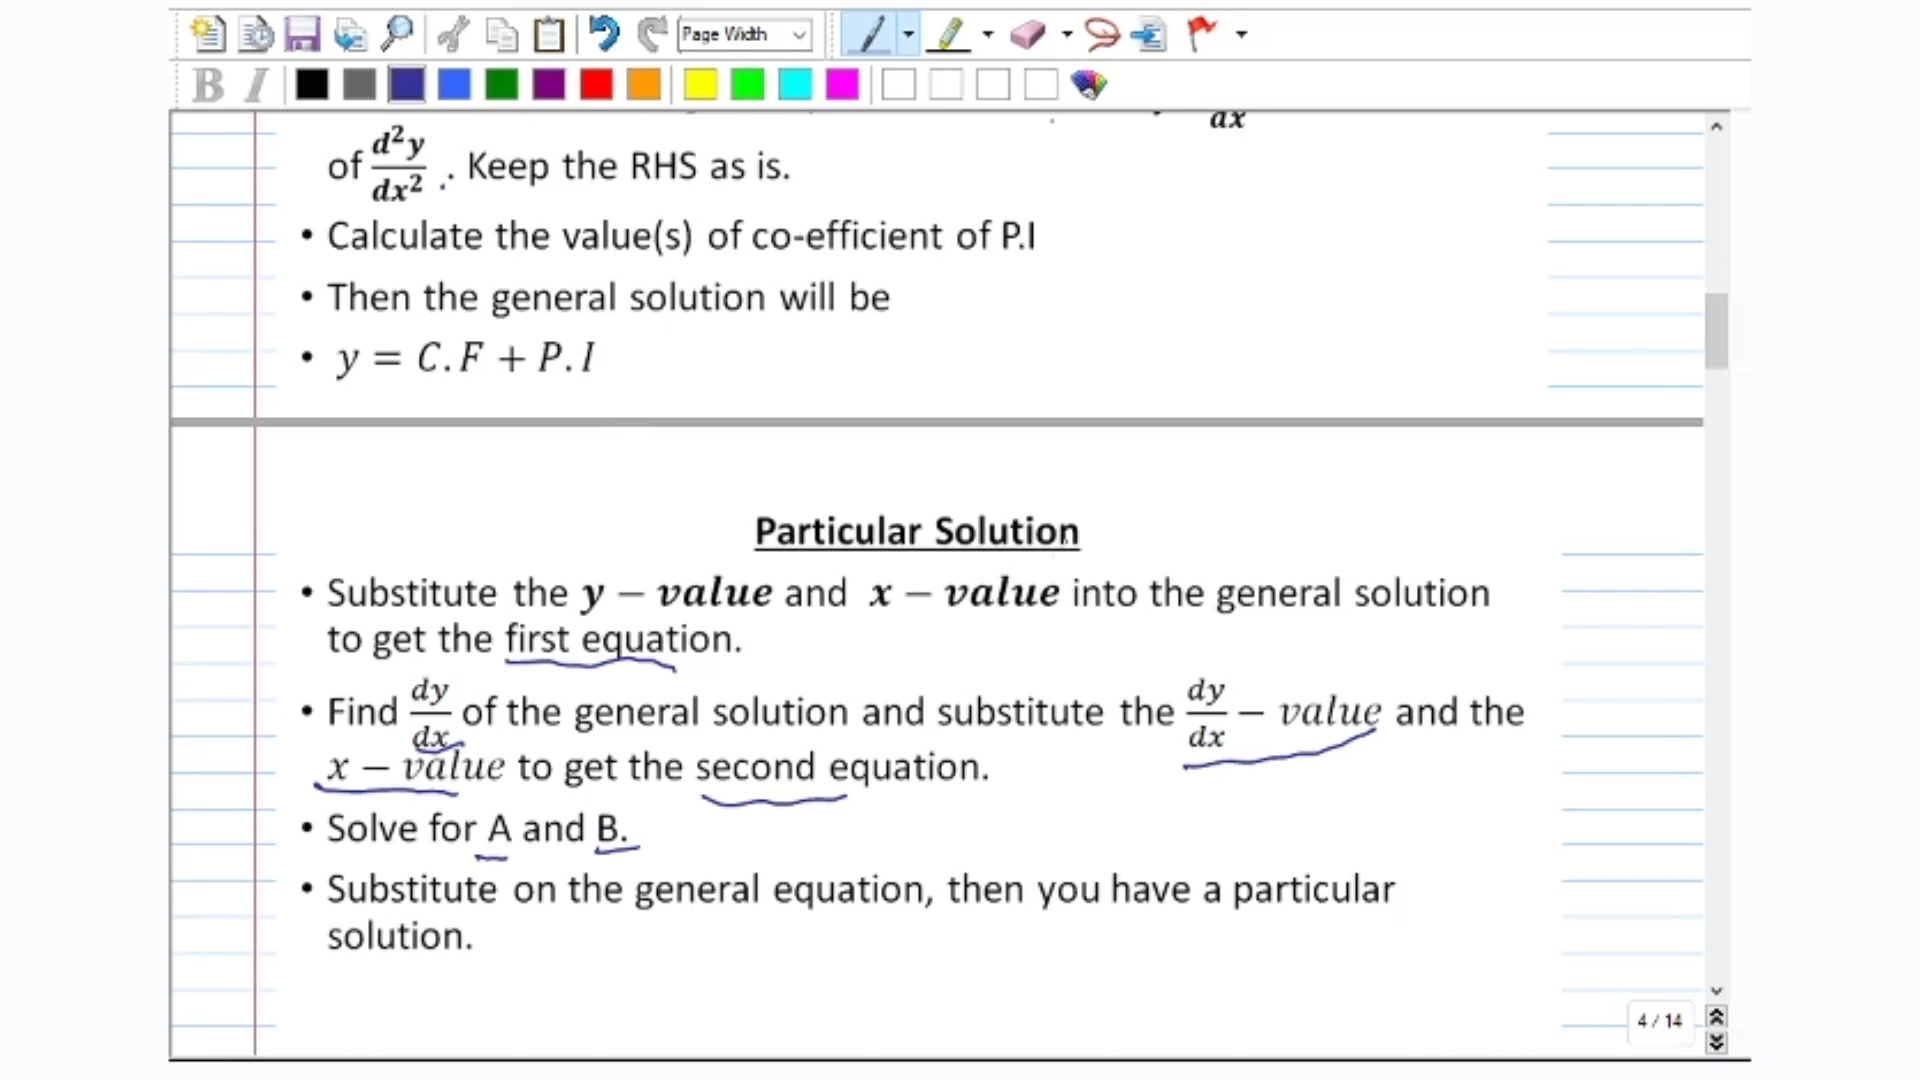 Page Width
B I
dx
of d²y/dx² . Keep the RHS as is.
• Calculate the value(s) of co-efficient of P.I
• Then the general solution will be
• y = C.F + P.I
Particular Solution
• Substitute the y – value and x – value into the general solution
to get the first equation.
• Find dy/dx of the general solution and substitute the dy/dx – value and the
x – value to get the second equation.
• Solve for A and B.
• Substitute on the general equation, then you have a particular
solution.
4 / 14